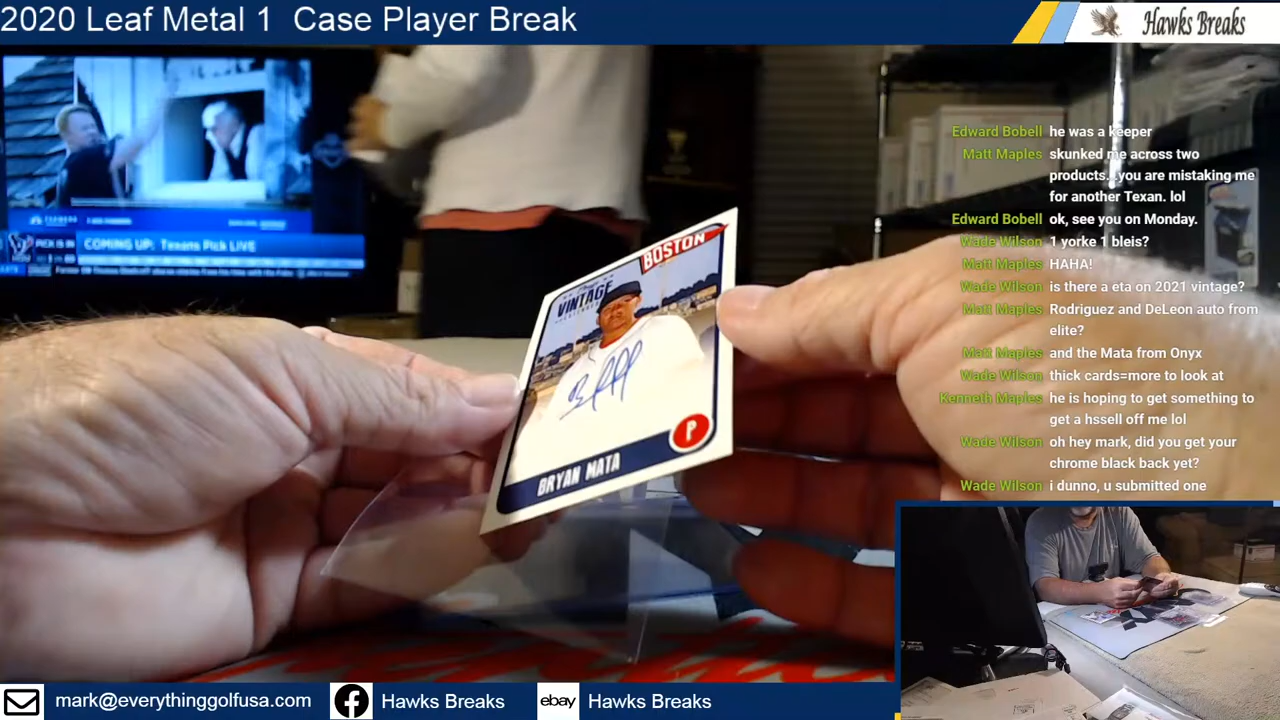 2020 Leaf Metal 1 Case Player Break
Hawks Breaks
PICK IS IN
COMING UP: Texans Pick LIVE
BOSTON
VINTAGE
P
BRYAN MATA
Edward Bobell he was a keeper
Matt Maples skunked me across two
products...you are mistaking me
for another Texan. lol
Edward Bobell ok, see you on Monday.
Wade Wilson 1 yorke 1 bleis?
Matt Maples HAHA!
Wade Wilson is there a eta on 2021 vintage?
Matt Maples Rodriguez and DeLeon auto from
elite?
Matt Maples and the Mata from Onyx
Wade Wilson thick cards=more to look at
Kenneth Maples he is hoping to get something to
get a hssell off me lol
Wade Wilson oh hey mark, did you get your
chrome black back yet?
Wade Wilson i dunno, u submitted one
mark@everythinggolfusa.com
Hawks Breaks
ebay
Hawks Breaks